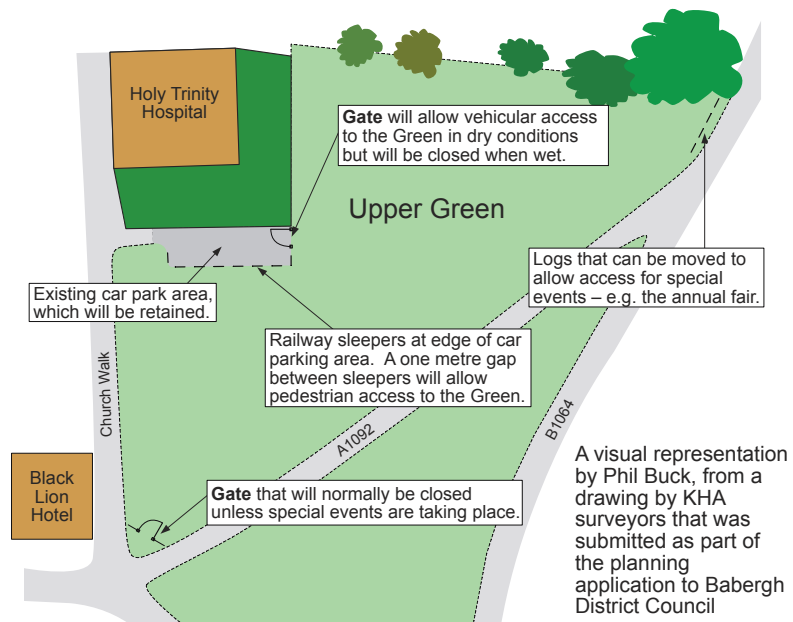 Holy Trinity
Hospital
Gate will allow vehicular access
to the Green in dry conditions
but will be closed when wet.
Upper Green
Logs that can be moved to
allow access for special
events – e.g. the annual fair.
Existing car park area,
which will be retained.
Railway sleepers at edge of car
parking area. A one metre gap
between sleepers will allow
pedestrian access to the Green.
Church Walk
A1092
B1064
Black
Lion
Hotel
Gate that will normally be closed
unless special events are taking place.
A visual representation
by Phil Buck, from a
drawing by KHA
surveyors that was
submitted as part of
the planning
application to Babergh
District Council